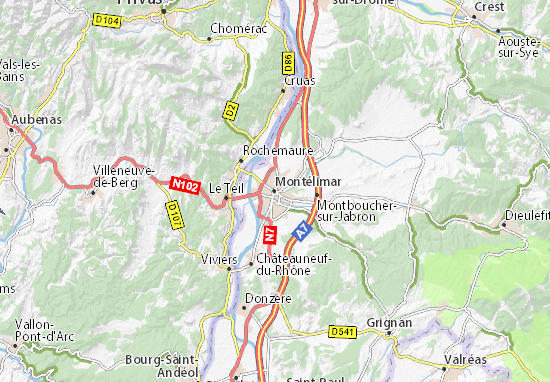 D104
Privas
sur-Drôme
Crest
Chomérac
Aouste-
sur-Sye
Vals-les-
Bains
D86
Cruas
D2
Aubenas
Rochemaure
Villeneuve-
de-Berg
N102
Le Teil
Montélimar
D107
Montboucher-
sur-Jabron
Dieulefit
N7
A7
Viviers
Châteauneuf-
du-Rhône
Donzère
Vallon-
Pont-d'Arc
D541
Grignan
Bourg-Saint-
Andéol
Valréas
Saint-Paul